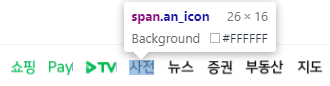 span.an_icon 26 × 16
Background #FFFFFF
쇼핑 Pay TV 사전 뉴스 증권 부동산 지도